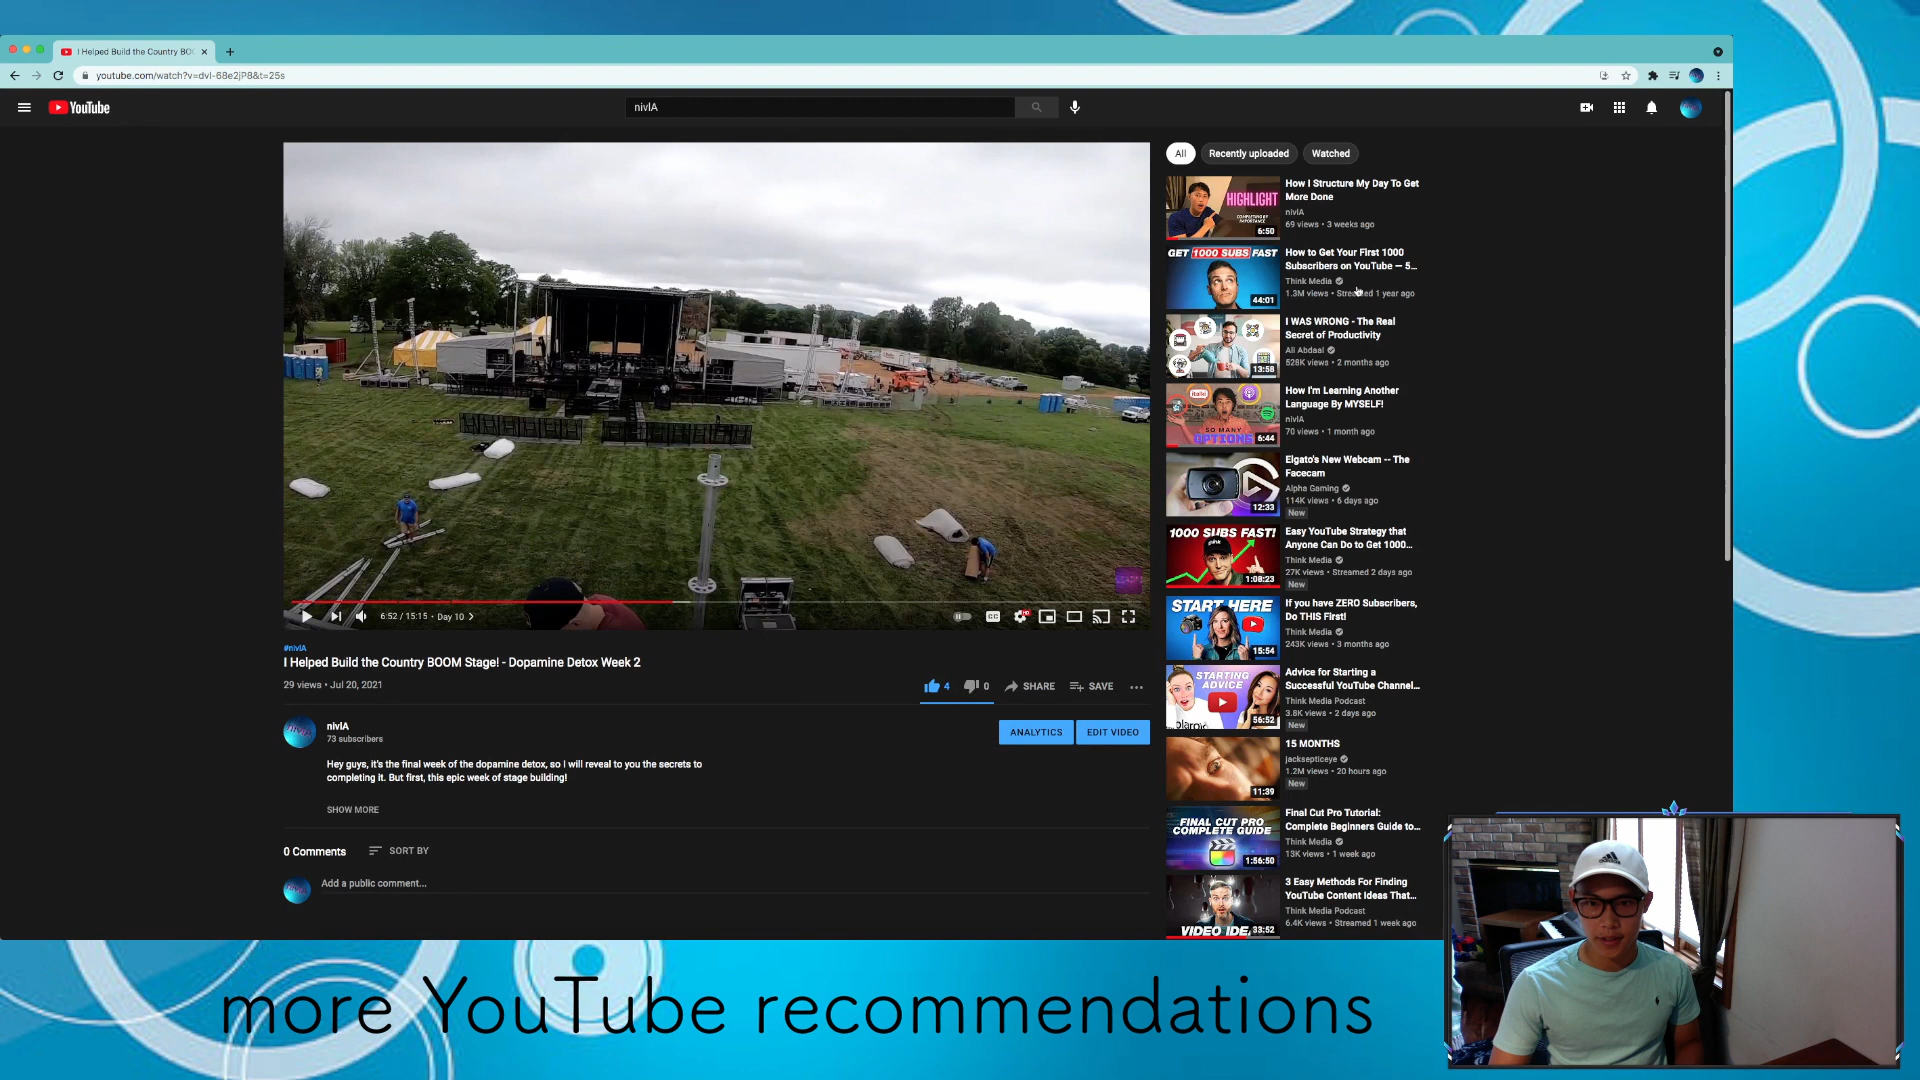 I Helped Build the Country BO
youtube.com/watch?v=dvl-68e2jP8&t=25s
YouTube
nivIA
6:52 / 15:15 • Day 10
CC
HD
#nivIA
I Helped Build the Country BOOM Stage! - Dopamine Detox Week 2
29 views • Jul 20, 2021
4
0
SHARE
SAVE
nivIA
73 subscribers
ANALYTICS
EDIT VIDEO
Hey guys, it's the final week of the dopamine detox, so I will reveal to you the secrets to
completing it. But first, this epic week of stage building!
SHOW MORE
0 Comments
SORT BY
Add a public comment...
All
Recently uploaded
Watched
HIGHLIGHT
COMPLETING BY
IMPORTANCE
6:50
How I Structure My Day To Get
More Done
nivIA
69 views • 3 weeks ago
GET 1000 SUBS FAST
44:01
How to Get Your First 1000
Subscribers on YouTube — 5...
Think Media
1.3M views • Streamed 1 year ago
13:58
I WAS WRONG - The Real
Secret of Productivity
Ali Abdaal
528K views • 2 months ago
italki
SO MANY
OPTIONS
6:44
How I'm Learning Another
Language By MYSELF!
nivIA
70 views • 1 month ago
12:33
Elgato's New Webcam -- The
Facecam
Alpha Gaming
114K views • 6 days ago
New
1000 SUBS FAST!
1:08:23
Easy YouTube Strategy that
Anyone Can Do to Get 1000...
Think Media
27K views • Streamed 2 days ago
New
START HERE
15:54
If you have ZERO Subscribers,
Do THIS First!
Think Media
243K views • 3 months ago
STARTING
ADVICE
olaroid
56:52
Advice for Starting a
Successful YouTube Channel...
Think Media Podcast
3.8K views • 2 days ago
New
11:39
15 MONTHS
jacksepticeye
1.2M views • 20 hours ago
New
FINAL CUT PRO
COMPLETE GUIDE
1:56:50
Final Cut Pro Tutorial:
Complete Beginners Guide to...
Think Media
13K views • 1 week ago
VIDEO IDE
33:52
3 Easy Methods For Finding
YouTube Content Ideas That...
Think Media Podcast
6.4K views • Streamed 1 week ago
more YouTube recommendations